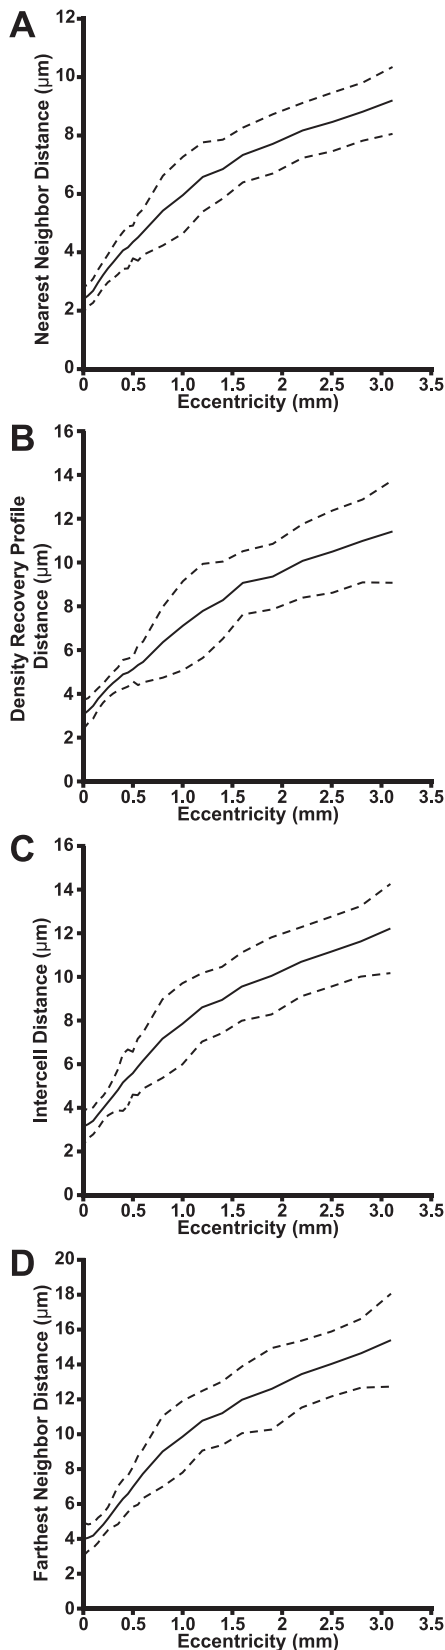 A
Nearest Neighbor Distance (µm)
12
10
8
6
4
2
0
0 0.5 1.0 1.5 2 2.5 3.0 3.5
Eccentricity (mm)
B
Density Recovery Profile
Distance (µm)
16
14
12
10
8
6
4
2
0
0 0.5 1.0 1.5 2 2.5 3.0 3.5
Eccentricity (mm)
C
Intercell Distance (µm)
16
14
12
10
8
6
4
2
0
0 0.5 1.0 1.5 2 2.5 3.0 3.5
Eccentricity (mm)
D
Farthest Neighbor Distance (µm)
20
18
16
14
12
10
8
6
4
2
0
0 0.5 1.0 1.5 2 2.5 3.0 3.5
Eccentricity (mm)